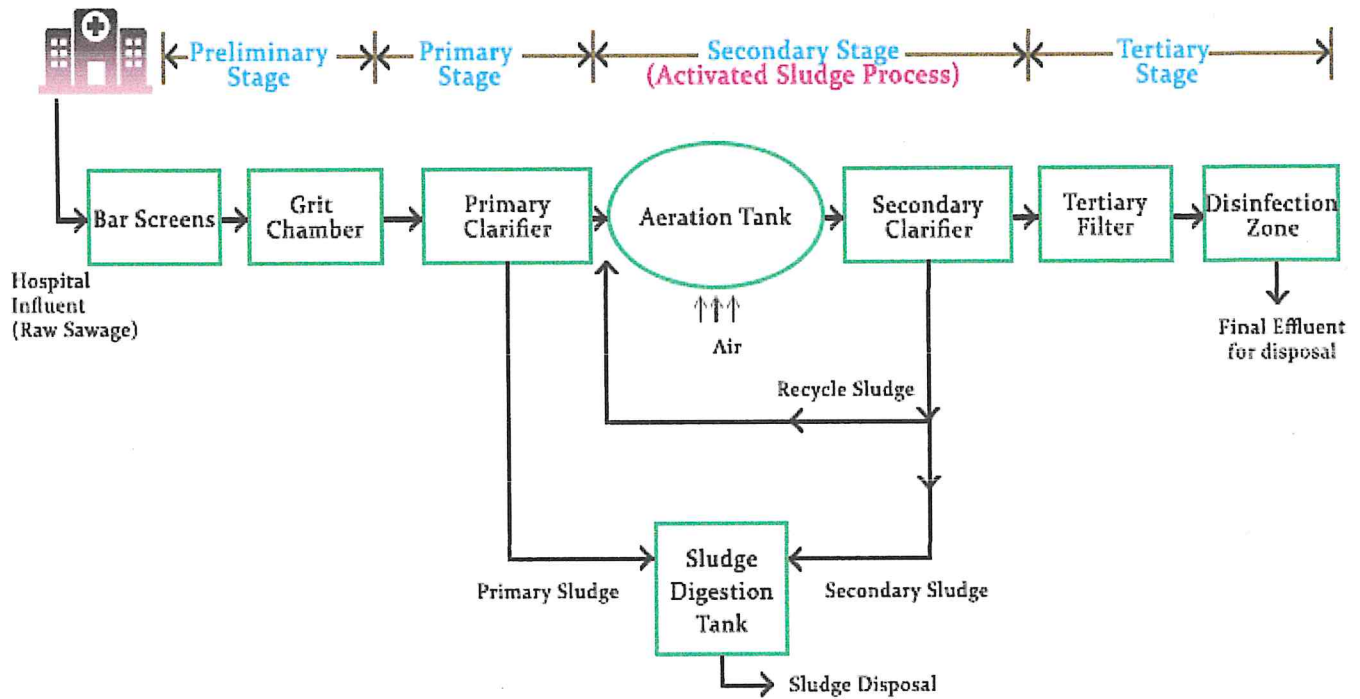 Preliminary
Stage
Primary
Stage
Secondary Stage
(Activated Sludge Process)
Tertiary
Stage
Bar Screens
Grit
Chamber
Primary
Clarifier
Aeration Tank
Secondary
Clarifier
Tertiary
Filter
Disinfection
Zone
Hospital
Influent
(Raw Sawage)
Air
Final Effluent
for disposal
Recycle Sludge
Primary Sludge
Sludge
Digestion
Tank
Secondary Sludge
Sludge Disposal